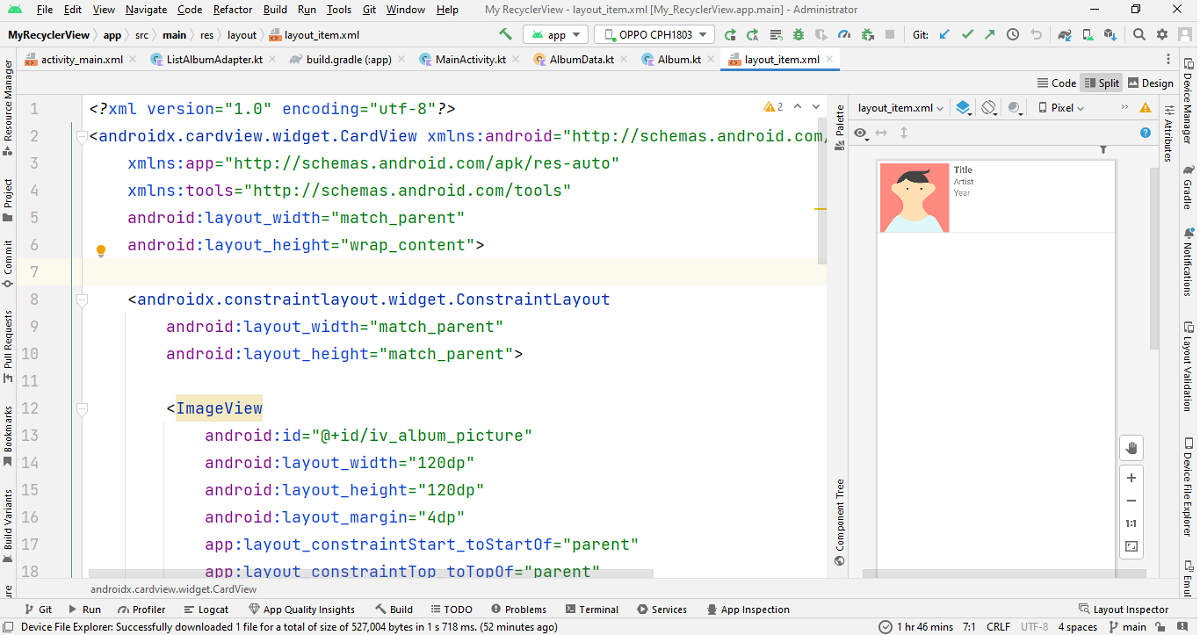 File Edit View Navigate Code Refactor Build Run Tools Git Window Help My RecyclerView - layout_item.xml [My_RecyclerView.app.main] - Administrator
MyRecyclerView app src main res layout layout_item.xml app OPPO CPH1803 Git:
activity_main.xml ListAlbumAdapter.kt build.gradle (:app) MainActivity.kt AlbumData.kt Album.kt layout_item.xml
Code Split Design
Resource Manager
Project
Commit
Pull Requests
Bookmarks
Build Variants
1 <?xml version="1.0" encoding="utf-8"?>
2 <androidx.cardview.widget.CardView xmlns:android="http://schemas.android.com/
3 xmlns:app="http://schemas.android.com/apk/res-auto"
4 xmlns:tools="http://schemas.android.com/tools"
5 android:layout_width="match_parent"
6 android:layout_height="wrap_content">
7
8 <androidx.constraintlayout.widget.ConstraintLayout
9 android:layout_width="match_parent"
10 android:layout_height="match_parent">
11
12 <ImageView
13 android:id="@+id/iv_album_picture"
14 android:layout_width="120dp"
15 android:layout_height="120dp"
16 android:layout_margin="4dp"
17 app:layout_constraintStart_toStartOf="parent"
18 app:layout_constraintTop_toTopOf="parent"
2
androidx.cardview.widget.CardView
Palette
Component Tree
layout_item.xml Pixel
Title
Artist
Year
1:1
Attributes
Device Manager
Gradle
Notifications
Layout Validation
Device File Explorer
Emul
Git Run Profiler Logcat App Quality Insights Build TODO Problems Terminal Services App Inspection Layout Inspector
Device File Explorer: Successfully downloaded 1 file for a total of size of 527,004 bytes in 1 s 718 ms. (52 minutes ago) 1 hr 46 mins 7:1 CRLF UTF-8 4 spaces main